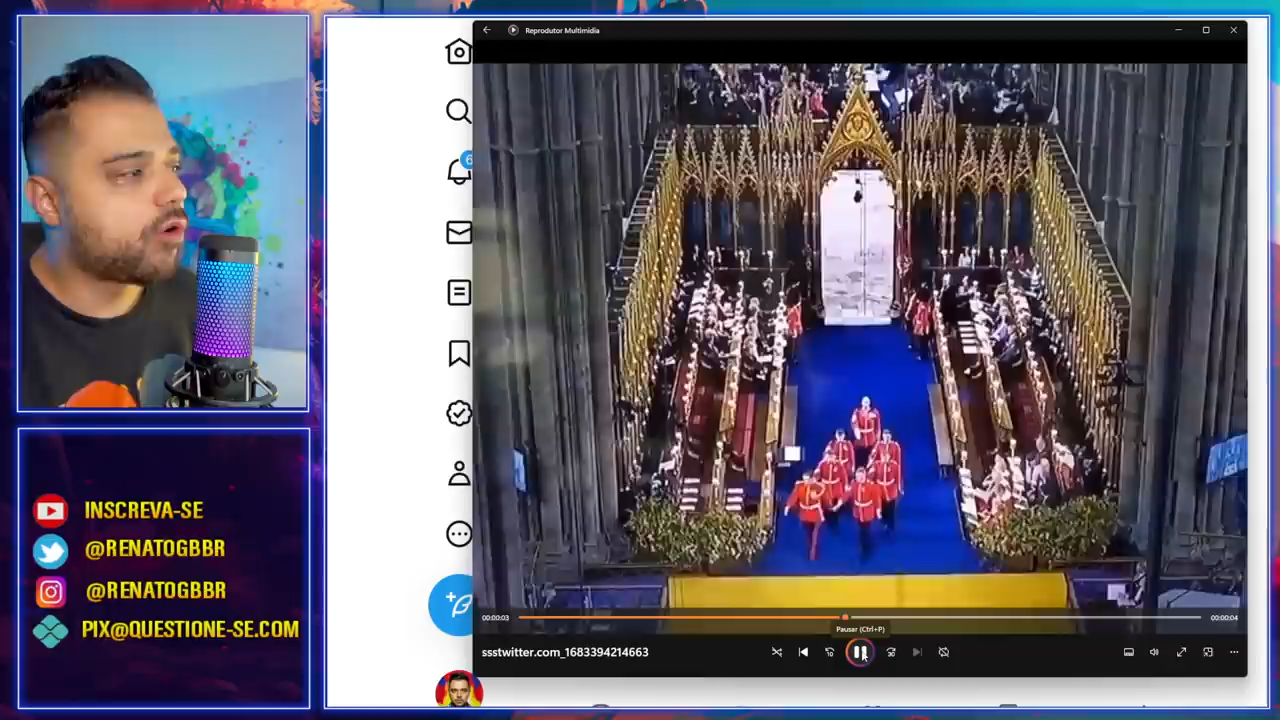 Reprodutor Multimídia
6
INSCREVA-SE
@RENATOGBBR
@RENATOGBBR
PIX@QUESTIONE-SE.COM
00:00:03
00:00:04
Pausar (Ctrl+P)
ssstwitter.com_1683394214663